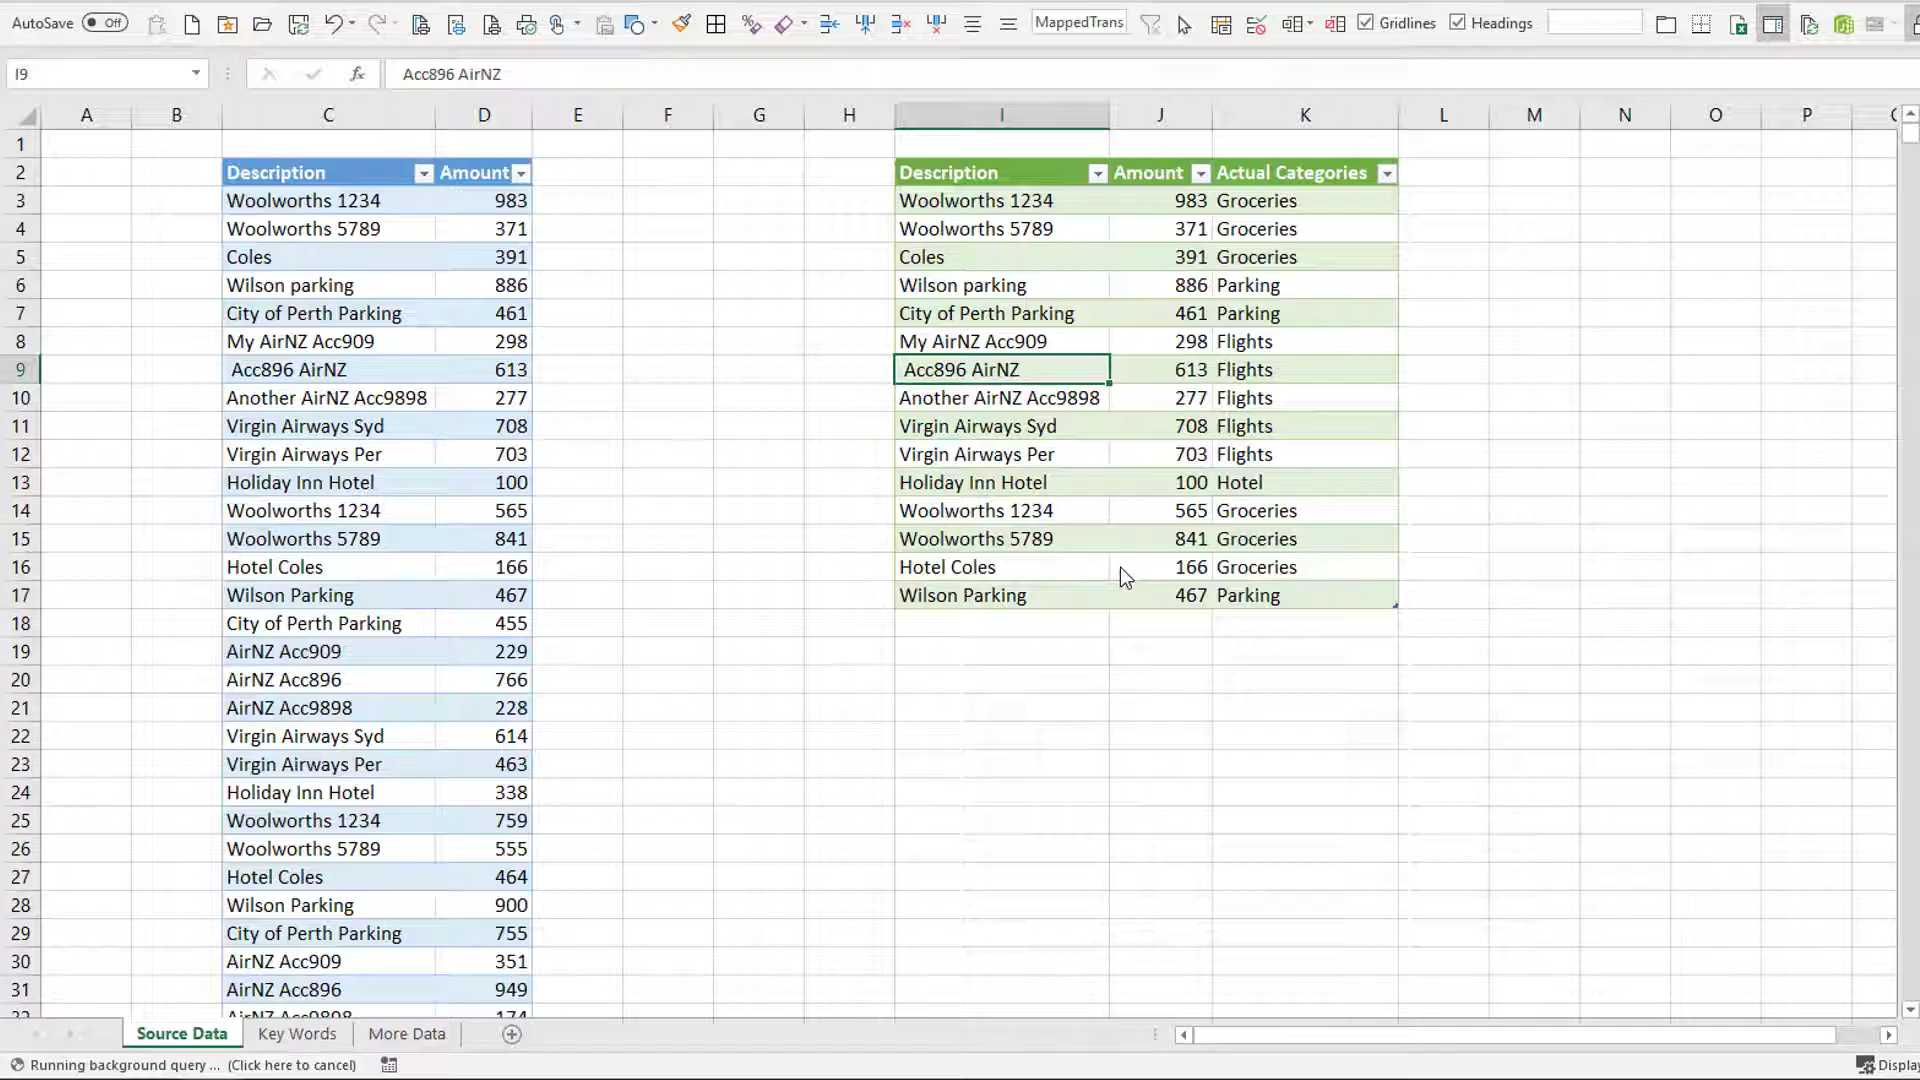 AutoSave Off MappedTrans Gridlines Headings
I9 fx Acc896 AirNZ
A B C D E F G H I J K L M N O P
1
2 Description Amount Description Amount Actual Categories
3 Woolworths 1234 983 Woolworths 1234 983 Groceries
4 Woolworths 5789 371 Woolworths 5789 371 Groceries
5 Coles 391 Coles 391 Groceries
6 Wilson parking 886 Wilson parking 886 Parking
7 City of Perth Parking 461 City of Perth Parking 461 Parking
8 My AirNZ Acc909 298 My AirNZ Acc909 298 Flights
9 Acc896 AirNZ 613 Acc896 AirNZ 613 Flights
10 Another AirNZ Acc9898 277 Another AirNZ Acc9898 277 Flights
11 Virgin Airways Syd 708 Virgin Airways Syd 708 Flights
12 Virgin Airways Per 703 Virgin Airways Per 703 Flights
13 Holiday Inn Hotel 100 Holiday Inn Hotel 100 Hotel
14 Woolworths 1234 565 Woolworths 1234 565 Groceries
15 Woolworths 5789 841 Woolworths 5789 841 Groceries
16 Hotel Coles 166 Hotel Coles 166 Groceries
17 Wilson Parking 467 Wilson Parking 467 Parking
18 City of Perth Parking 455
19 AirNZ Acc909 229
20 AirNZ Acc896 766
21 AirNZ Acc9898 228
22 Virgin Airways Syd 614
23 Virgin Airways Per 463
24 Holiday Inn Hotel 338
25 Woolworths 1234 759
26 Woolworths 5789 555
27 Hotel Coles 464
28 Wilson Parking 900
29 City of Perth Parking 755
30 AirNZ Acc909 351
31 AirNZ Acc896 949
Source Data Key Words More Data
Running background query ... (Click here to cancel) Display